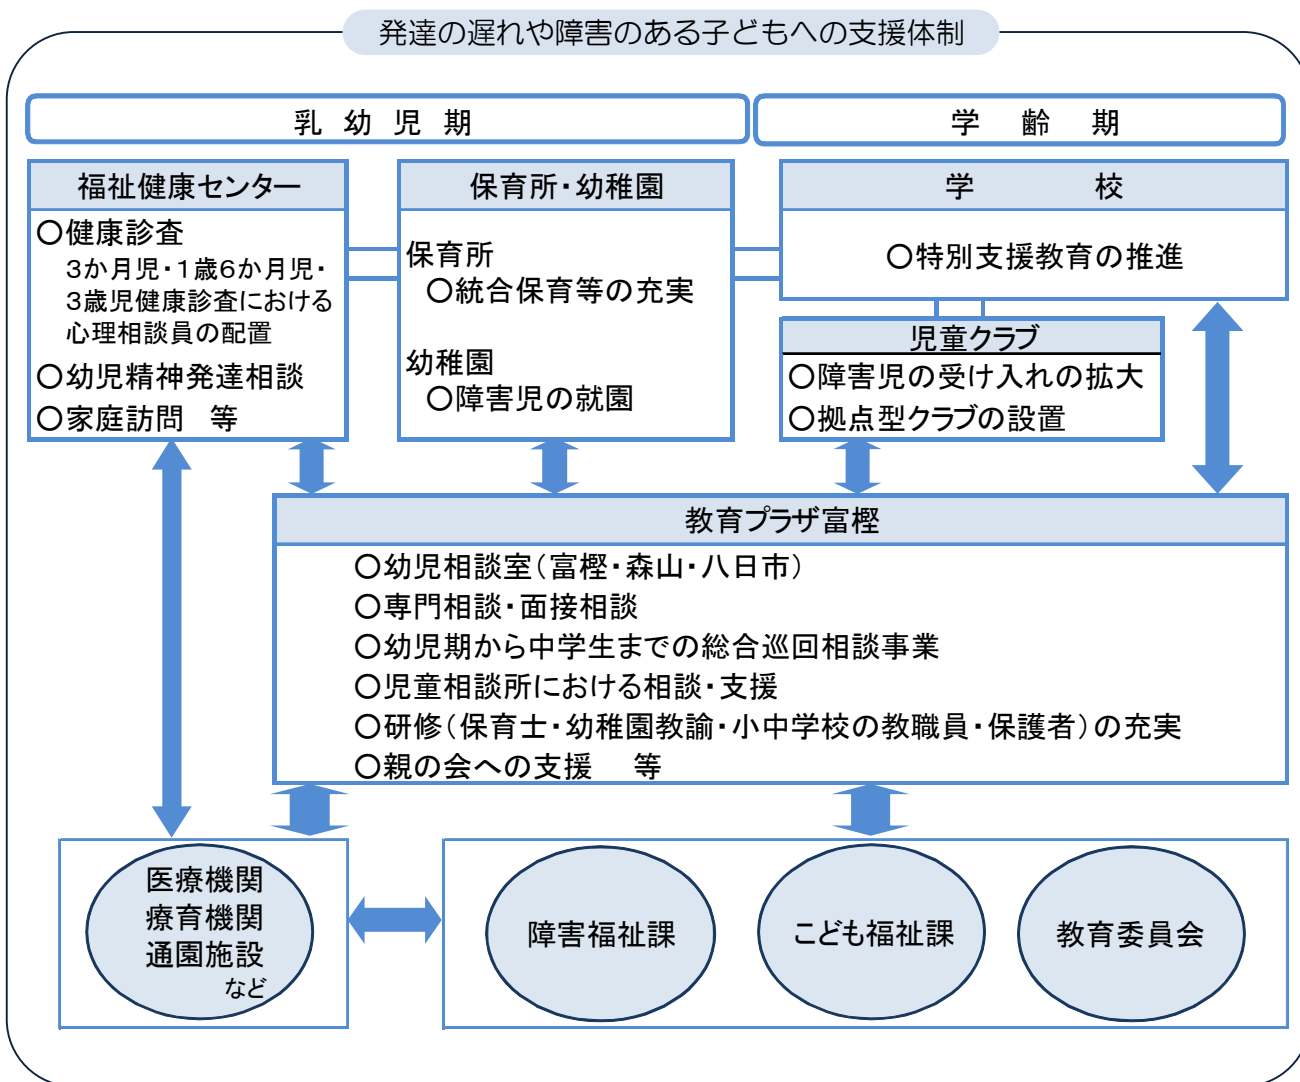 発達の遅れや障害のある子どもへの支援体制
乳幼児期
学齢期
福祉健康センター
○健康診査
3か月児・1歳6か月児・
3歳児健康診査における
心理相談員の配置
○幼児精神発達相談
○家庭訪問 等
保育所・幼稚園
保育所
○統合保育等の充実
幼稚園
○障害児の就園
学校
○特別支援教育の推進
児童クラブ
○障害児の受け入れの拡大
○拠点型クラブの設置
教育プラザ富樫
○幼児相談室(富樫・森山・八日市)
○専門相談・面接相談
○幼児期から中学生までの総合巡回相談事業
○児童相談所における相談・支援
○研修(保育士・幼稚園教諭・小中学校の教職員・保護者)の充実
○親の会への支援 等
医療機関
療育機関
通園施設
など
障害福祉課
こども福祉課
教育委員会